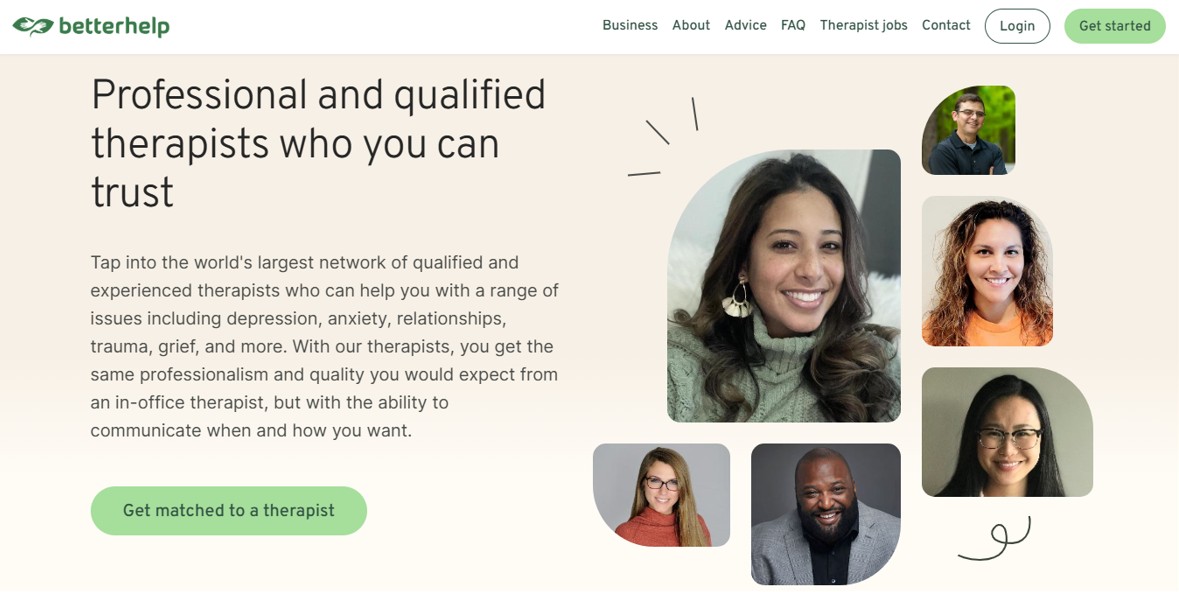 betterhelp
Business About Advice FAQ Therapist jobs Contact Login Get started
Professional and qualified
therapists who you can
trust
Tap into the world's largest network of qualified and
experienced therapists who can help you with a range of
issues including depression, anxiety, relationships,
trauma, grief, and more. With our therapists, you get the
same professionalism and quality you would expect from
an in-office therapist, but with the ability to
communicate when and how you want.
Get matched to a therapist